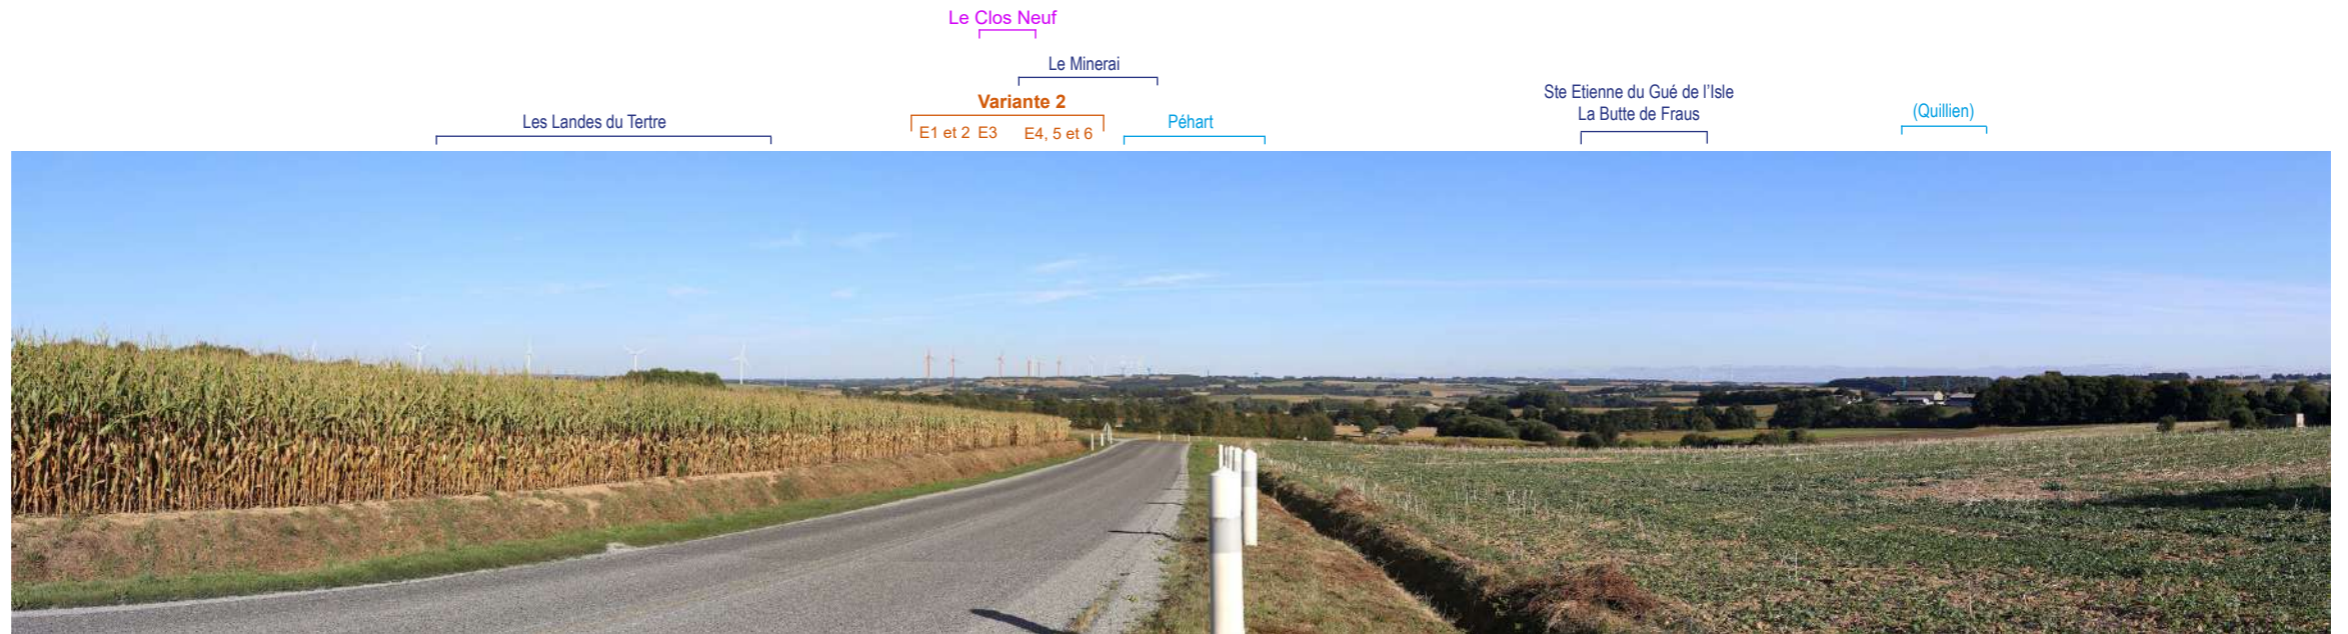 Le Clos Neuf
Le Minerai
Variante 2
E1 et 2 E3 E4, 5 et 6
Les Landes du Tertre
Péhart
Ste Etienne du Gué de l'Isle
La Butte de Fraus
(Quillien)